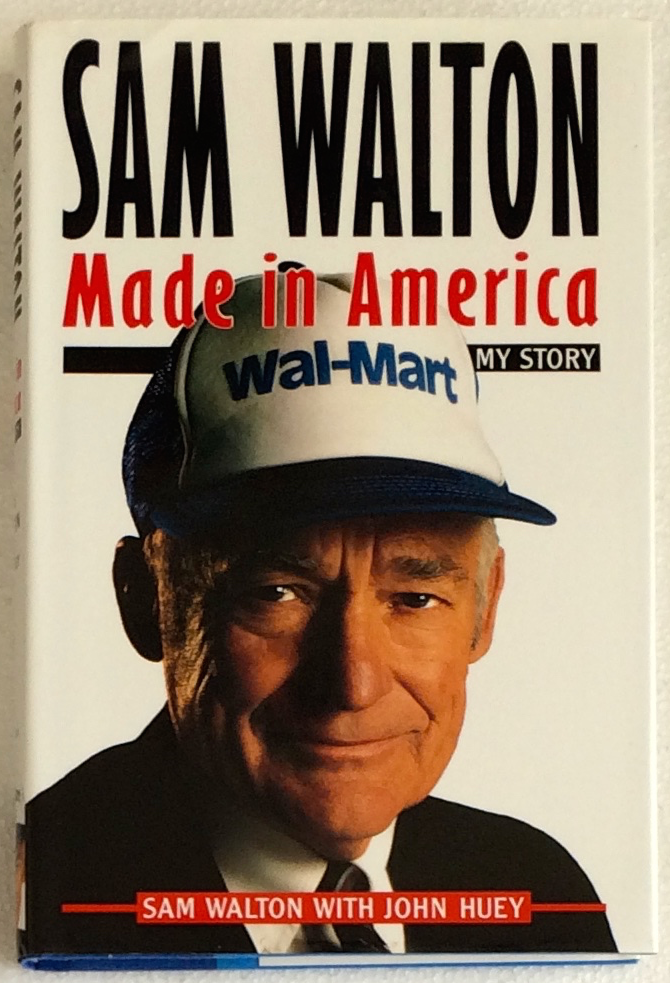 SAM WALTON
Made in America
MY STORY
Wal-Mart
SAM WALTON WITH JOHN HUEY